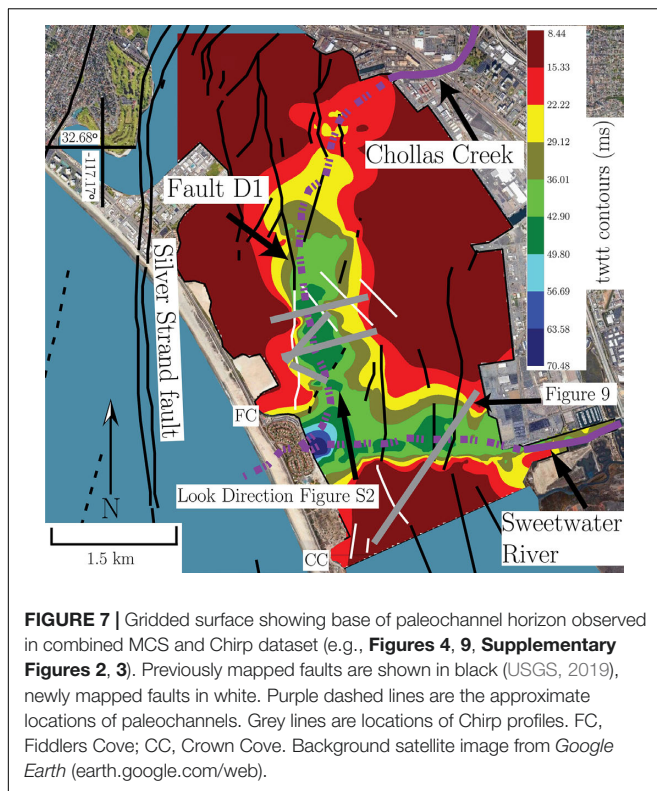 8.44
15.33
22.22
29.12
36.01
42.90
49.80
56.69
63.58
70.48
twtt contours (ms)
32.68º
-117.17º
Chollas Creek
Fault D1
Silver Strand fault
FC
Figure 9
N
Look Direction Figure S2
Sweetwater
River
1.5 km
CC
FIGURE 7 | Gridded surface showing base of paleochannel horizon observed
in combined MCS and Chirp dataset (e.g., Figures 4, 9, Supplementary
Figures 2, 3). Previously mapped faults are shown in black (USGS, 2019),
newly mapped faults in white. Purple dashed lines are the approximate
locations of paleochannels. Grey lines are locations of Chirp profiles. FC,
Fiddlers Cove; CC, Crown Cove. Background satellite image from Google
Earth (earth.google.com/web).